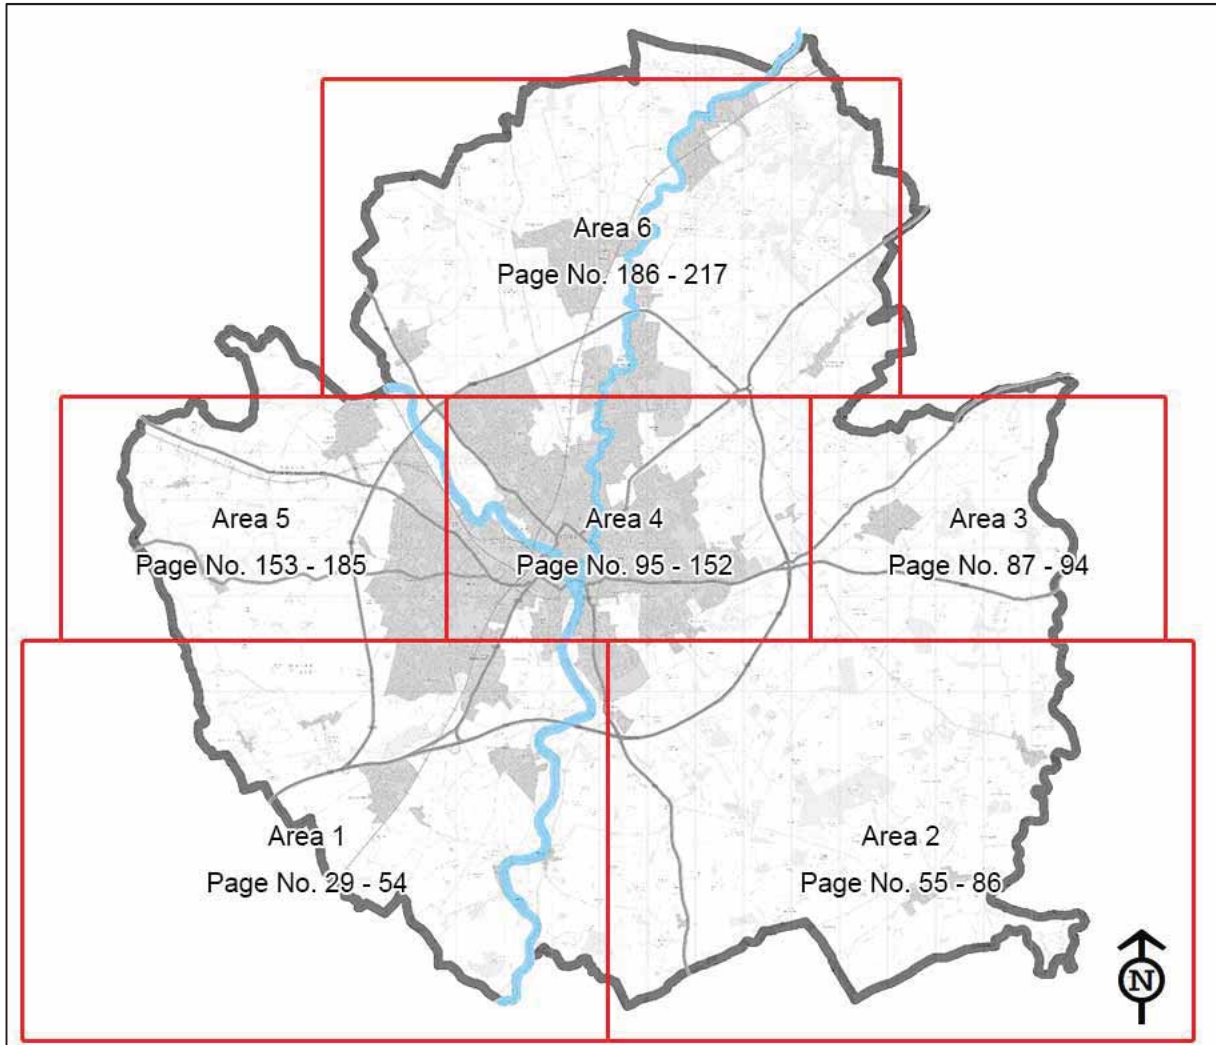 Area 6
Page No. 186 - 217
Area 5
Page No. 153 - 185
Area 4
Page No. 95 - 152
Area 3
Page No. 87 - 94
Area 1
Page No. 29 - 54
Area 2
Page No. 55 - 86
N